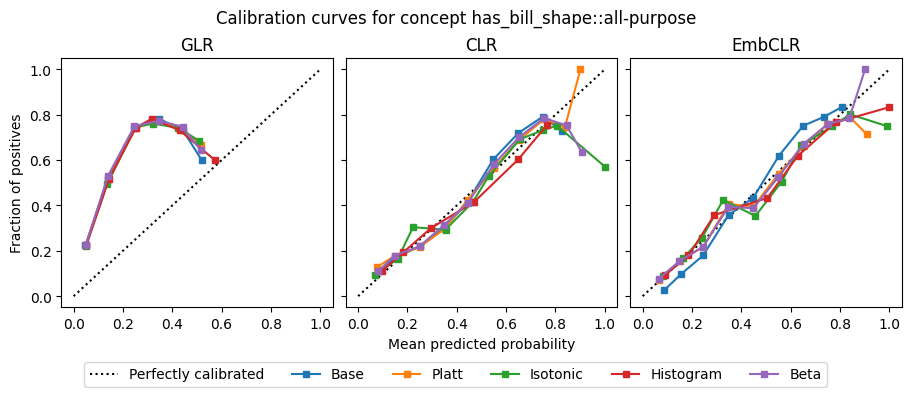 Calibration curves for concept has_bill_shape::all-purpose
GLR
CLR
EmbCLR
Fraction of positives
1.0
0.8
0.6
0.4
0.2
0.0
0.0 0.2 0.4 0.6 0.8 1.0
0.0 0.2 0.4 0.6 0.8 1.0
0.0 0.2 0.4 0.6 0.8 1.0
Mean predicted probability
Perfectly calibrated Base Platt Isotonic Histogram Beta